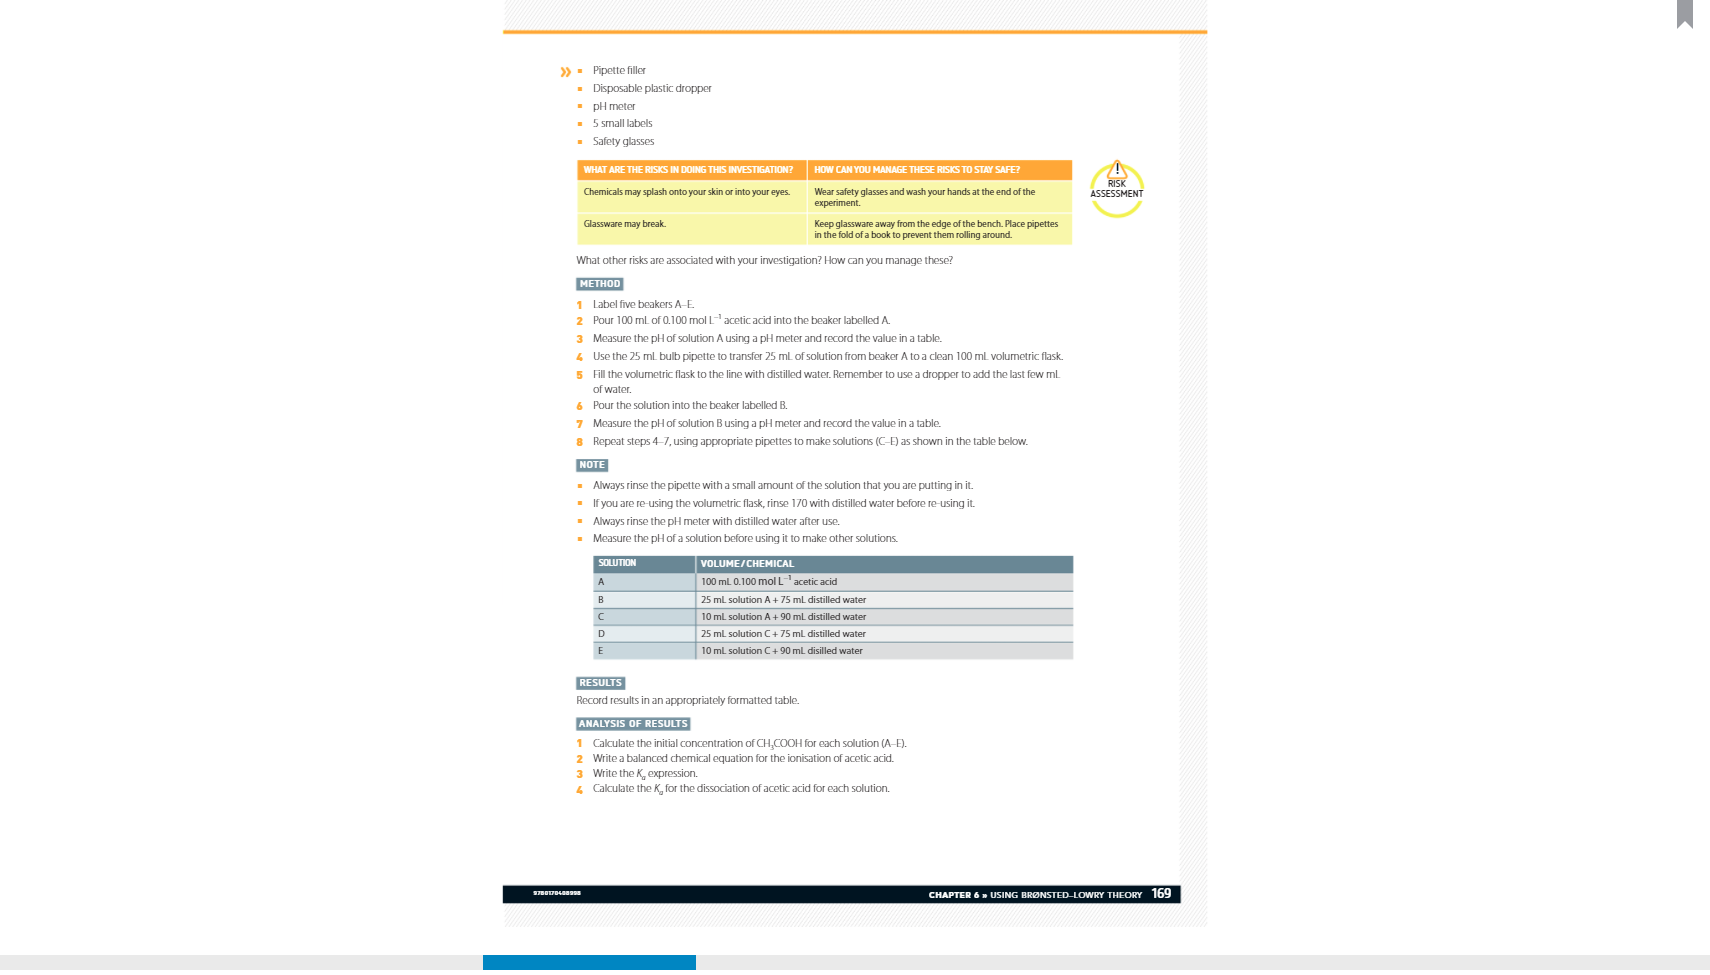 » ▪ Pipette filler
▪ Disposable plastic dropper
▪ pH meter
▪ 5 small labels
▪ Safety glasses
WHAT ARE THE RISKS IN DOING THIS INVESTIGATION? HOW CAN YOU MANAGE THESE RISKS TO STAY SAFE?
Chemicals may splash onto your skin or into your eyes. Wear safety glasses and wash your hands at the end of the
experiment.
Glassware may break. Keep glassware away from the edge of the bench. Place pipettes
in the fold of a book to prevent them rolling around.
! RISK
ASSESSMENT
What other risks are associated with your investigation? How can you manage these?
METHOD
1 Label five beakers A–E.
2 Pour 100 mL of 0.100 mol L⁻¹ acetic acid into the beaker labelled A.
3 Measure the pH of solution A using a pH meter and record the value in a table.
4 Use the 25 mL bulb pipette to transfer 25 mL of solution from beaker A to a clean 100 mL volumetric flask.
5 Fill the volumetric flask to the line with distilled water. Remember to use a dropper to add the last few mL
of water.
6 Pour the solution into the beaker labelled B.
7 Measure the pH of solution B using a pH meter and record the value in a table.
8 Repeat steps 4–7, using appropriate pipettes to make solutions (C–E) as shown in the table below.
NOTE
▪ Always rinse the pipette with a small amount of the solution that you are putting in it.
▪ If you are re-using the volumetric flask, rinse 170 with distilled water before re-using it.
▪ Always rinse the pH meter with distilled water after use.
▪ Measure the pH of a solution before using it to make other solutions.
SOLUTION VOLUME/CHEMICAL
A 100 mL 0.100 mol L⁻¹ acetic acid
B 25 mL solution A + 75 mL distilled water
C 10 mL solution A + 90 mL distilled water
D 25 mL solution C + 75 mL distilled water
E 10 mL solution C + 90 mL disilled water
RESULTS
Record results in an appropriately formatted table.
ANALYSIS OF RESULTS
1 Calculate the initial concentration of CH₃COOH for each solution (A–E).
2 Write a balanced chemical equation for the ionisation of acetic acid.
3 Write the Kₐ expression.
4 Calculate the Kₐ for the dissociation of acetic acid for each solution.
9780170408998 CHAPTER 6 » USING BRØNSTED–LOWRY THEORY 169